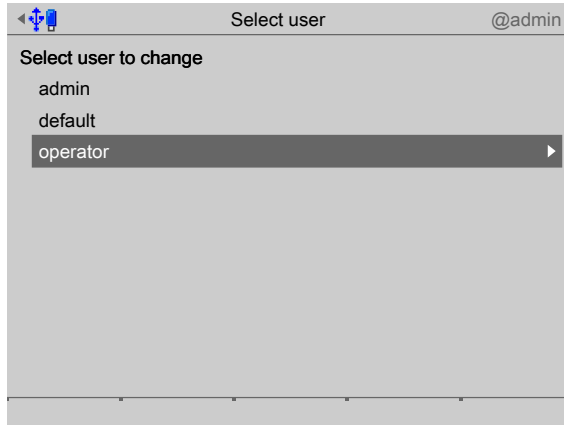 Select user @admin
Select user to change
admin
default
operator